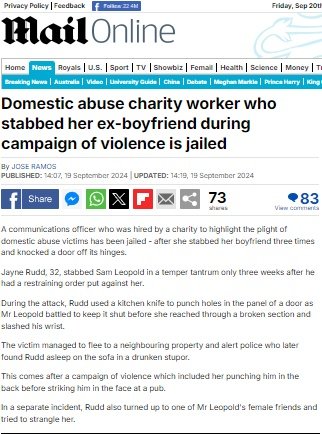 Privacy Policy | Feedback
Follow 22.4M
Friday, Sep 20th
Mail Online
Home News Royals U.S. Sport TV Showbiz Femail Health Science Money
Breaking News Australia Video University Guide China Debate Meghan Markle Prince Harry King
Domestic abuse charity worker who
stabbed her ex-boyfriend during
campaign of violence is jailed
By JOSE RAMOS
PUBLISHED: 14:07, 19 September 2024 | UPDATED: 14:19, 19 September 2024
Share
73
shares
83
View comments
A communications officer who was hired by a charity to highlight the plight of
domestic abuse victims has been jailed - after she stabbed her boyfriend three times
and knocked a door off its hinges.
Jayne Rudd, 32, stabbed Sam Leopold in a temper tantrum only three weeks after he
had a restraining order put against her.
During the attack, Rudd used a kitchen knife to punch holes in the panel of a door as
Mr Leopold battled to keep it shut before she reached through a broken section and
slashed his wrist.
The victim managed to flee to a neighbouring property and alert police who later
found Rudd asleep on the sofa in a drunken stupor.
This comes after a campaign of violence which included her punching him in the
back before striking him in the face at a pub.
In a separate incident, Rudd also turned up to one of Mr Leopold's female friends and
tried to strangle her.